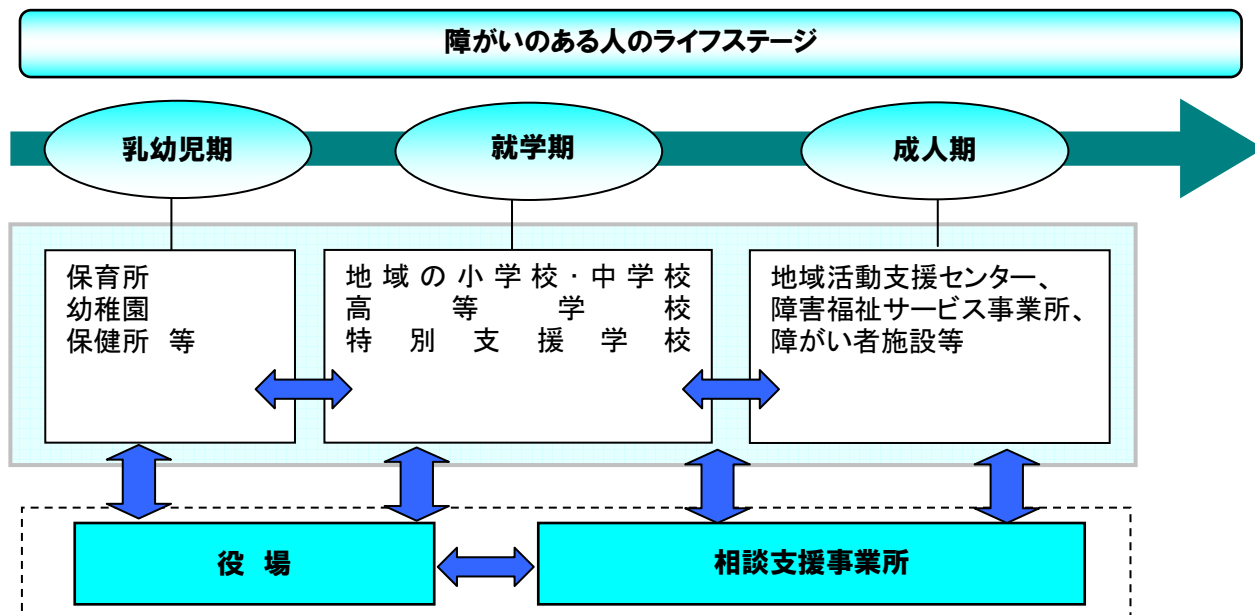 障がいのある人のライフステージ
乳幼児期
就学期
成人期
保育所
幼稚園
保健所 等
地域の小学校・中学校
高等学校
特別支援学校
地域活動支援センター、
障害福祉サービス事業所、
障がい者施設等
役 場
相談支援事業所